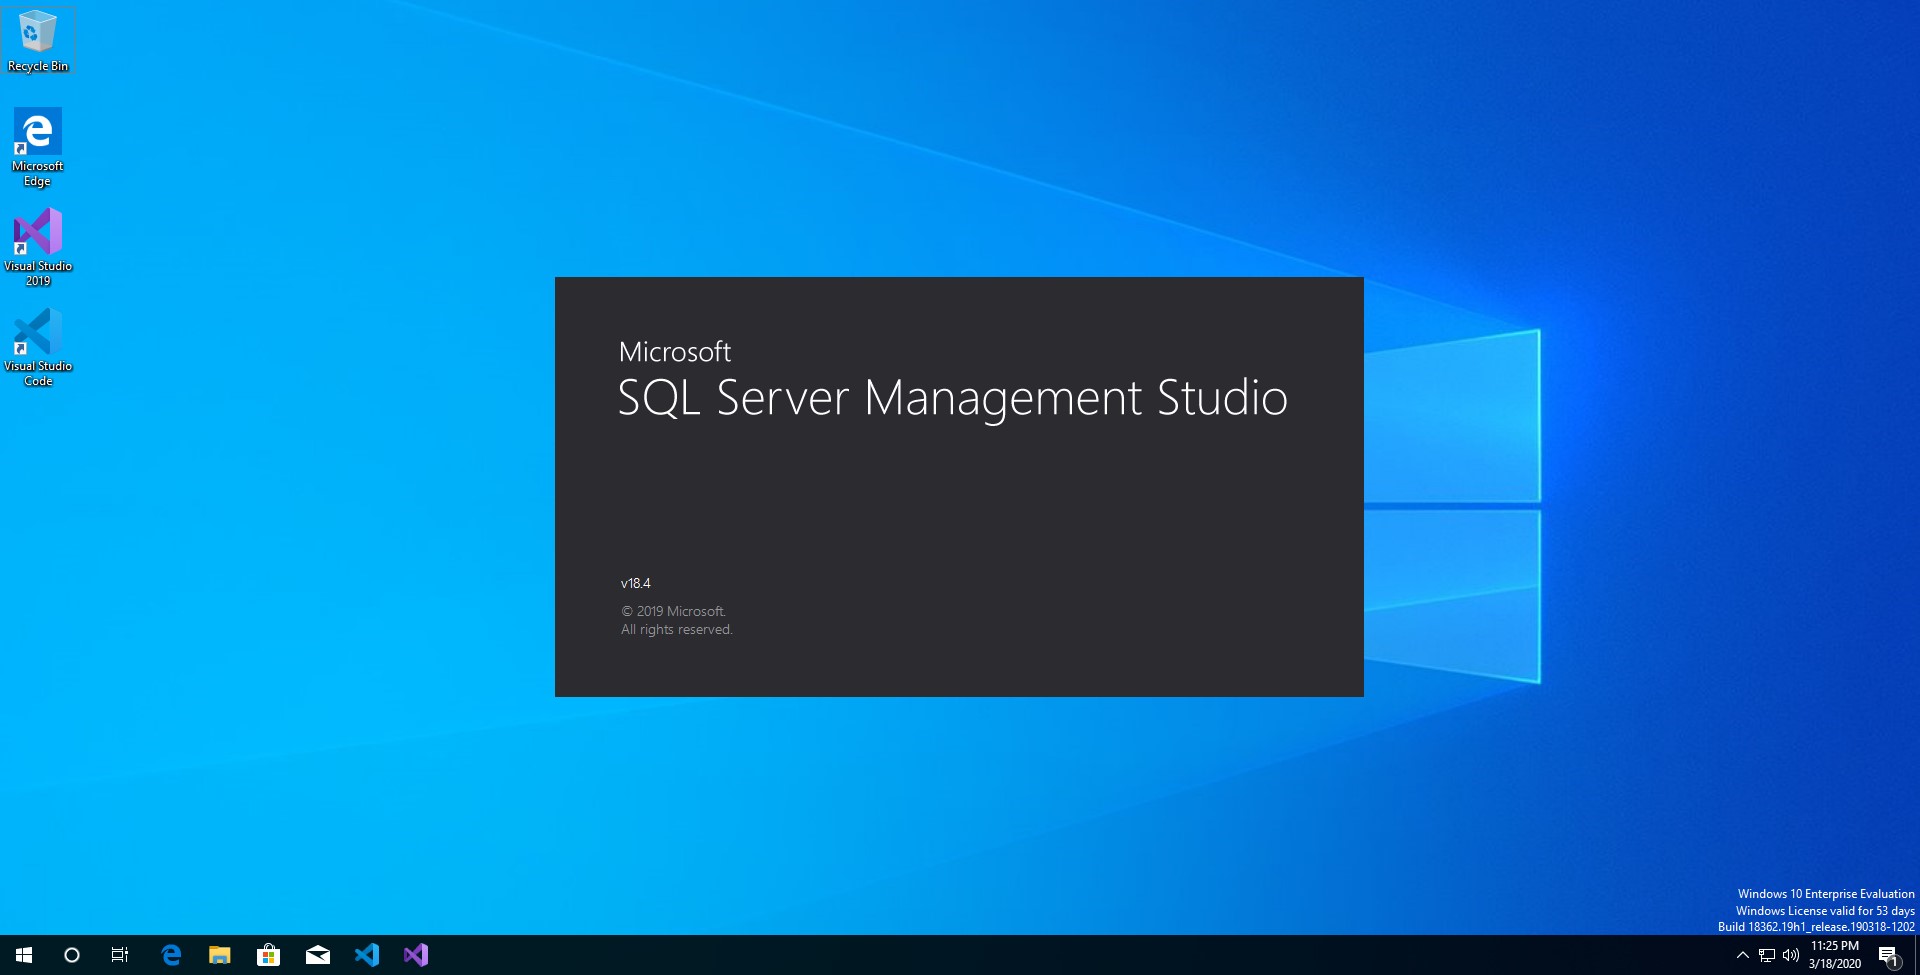 Recycle Bin
Microsoft
Edge
Visual Studio
2019
Visual Studio
Code
Microsoft
SQL Server Management Studio
v18.4
© 2019 Microsoft.
All rights reserved.
Windows 10 Enterprise Evaluation
Windows License valid for 53 days
Build 18362.19h1_release.190318-1202
11:25 PM
3/18/2020
1